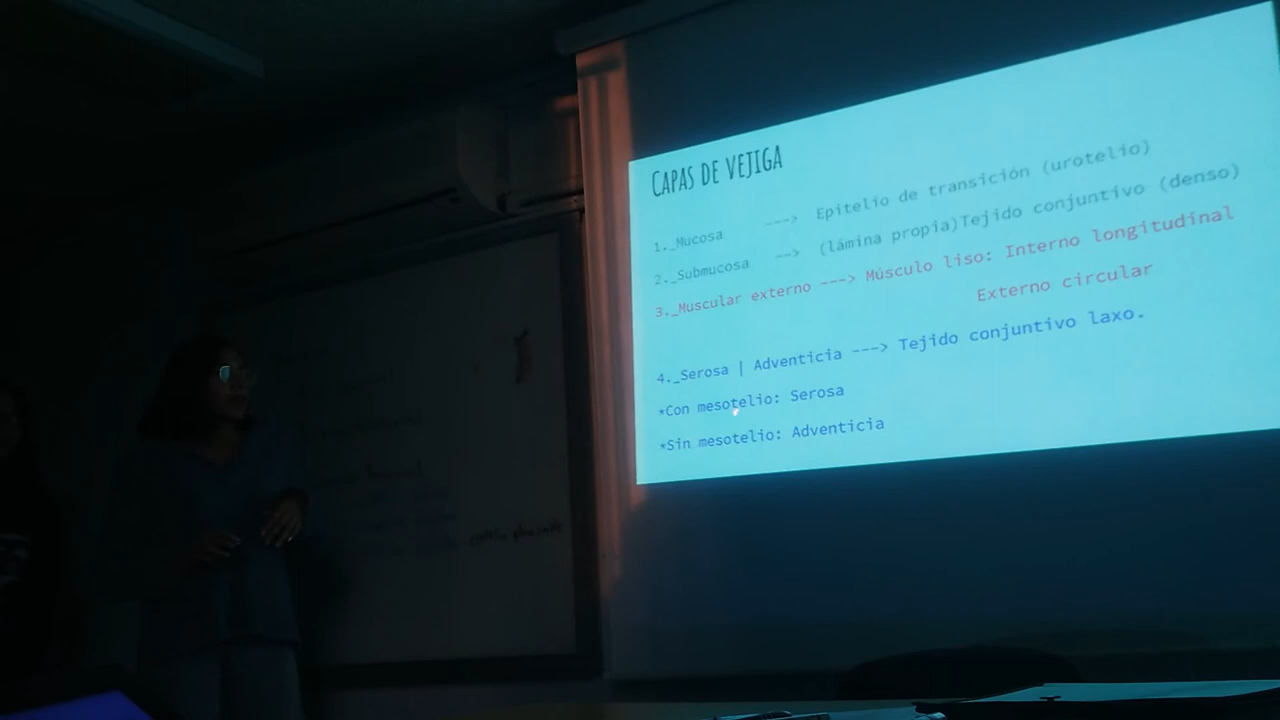 CAPAS DE VEJIGA
1._Mucosa ---> Epitelio de transición (urotelio)
2._Submucosa --> (lámina propia)Tejido conjuntivo (denso)
3._Muscular externo ---> Músculo liso: Interno longitudinal
Externo circular
4._Serosa | Adventicia ---> Tejido conjuntivo laxo.
*Con mesotelio: Serosa
*Sin mesotelio: Adventicia